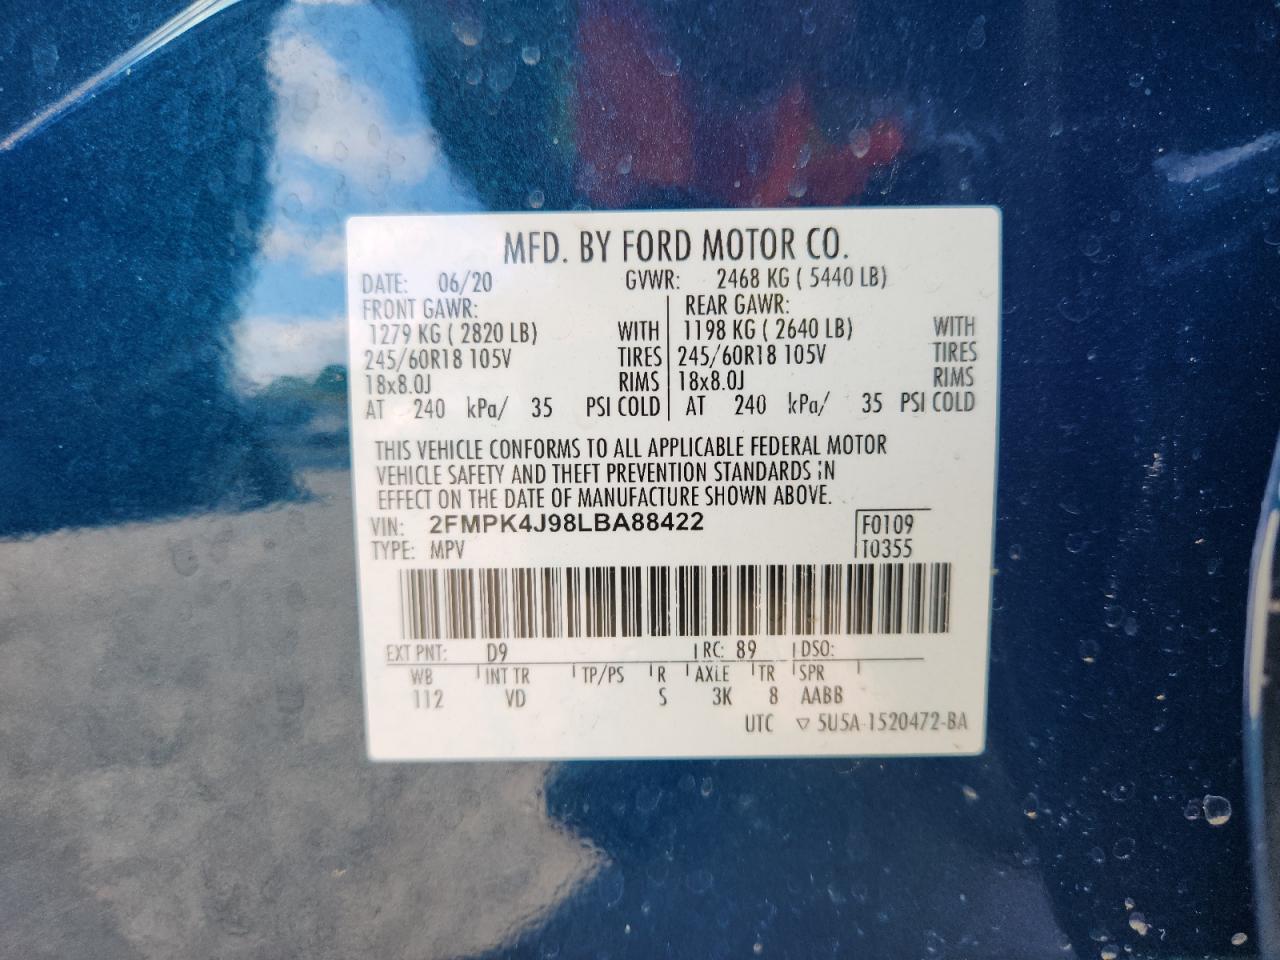 MFD. BY FORD MOTOR CO.
DATE: 06/20 GVWR: 2468 KG ( 5440 LB)
FRONT GAWR: REAR GAWR:
1279 KG ( 2820 LB) WITH 1198 KG ( 2640 LB) WITH
245/60R18 105V TIRES 245/60R18 105V TIRES
18x8.0J RIMS 18x8.0J RIMS
AT 240 kPa/ 35 PSI COLD AT 240 kPa/ 35 PSI COLD
THIS VEHICLE CONFORMS TO ALL APPLICABLE FEDERAL MOTOR
VEHICLE SAFETY AND THEFT PREVENTION STANDARDS IN
EFFECT ON THE DATE OF MANUFACTURE SHOWN ABOVE.
VIN: 2FMPK4J98LBA88422 F0109
TYPE: MPV T0355
EXT PNT: D9 RC: 89 DSO:
WB INT TR TP/PS R AXLE TR SPR
112 VD S 3K 8 AABB
UTC ▽ 5U5A-1520472-BA